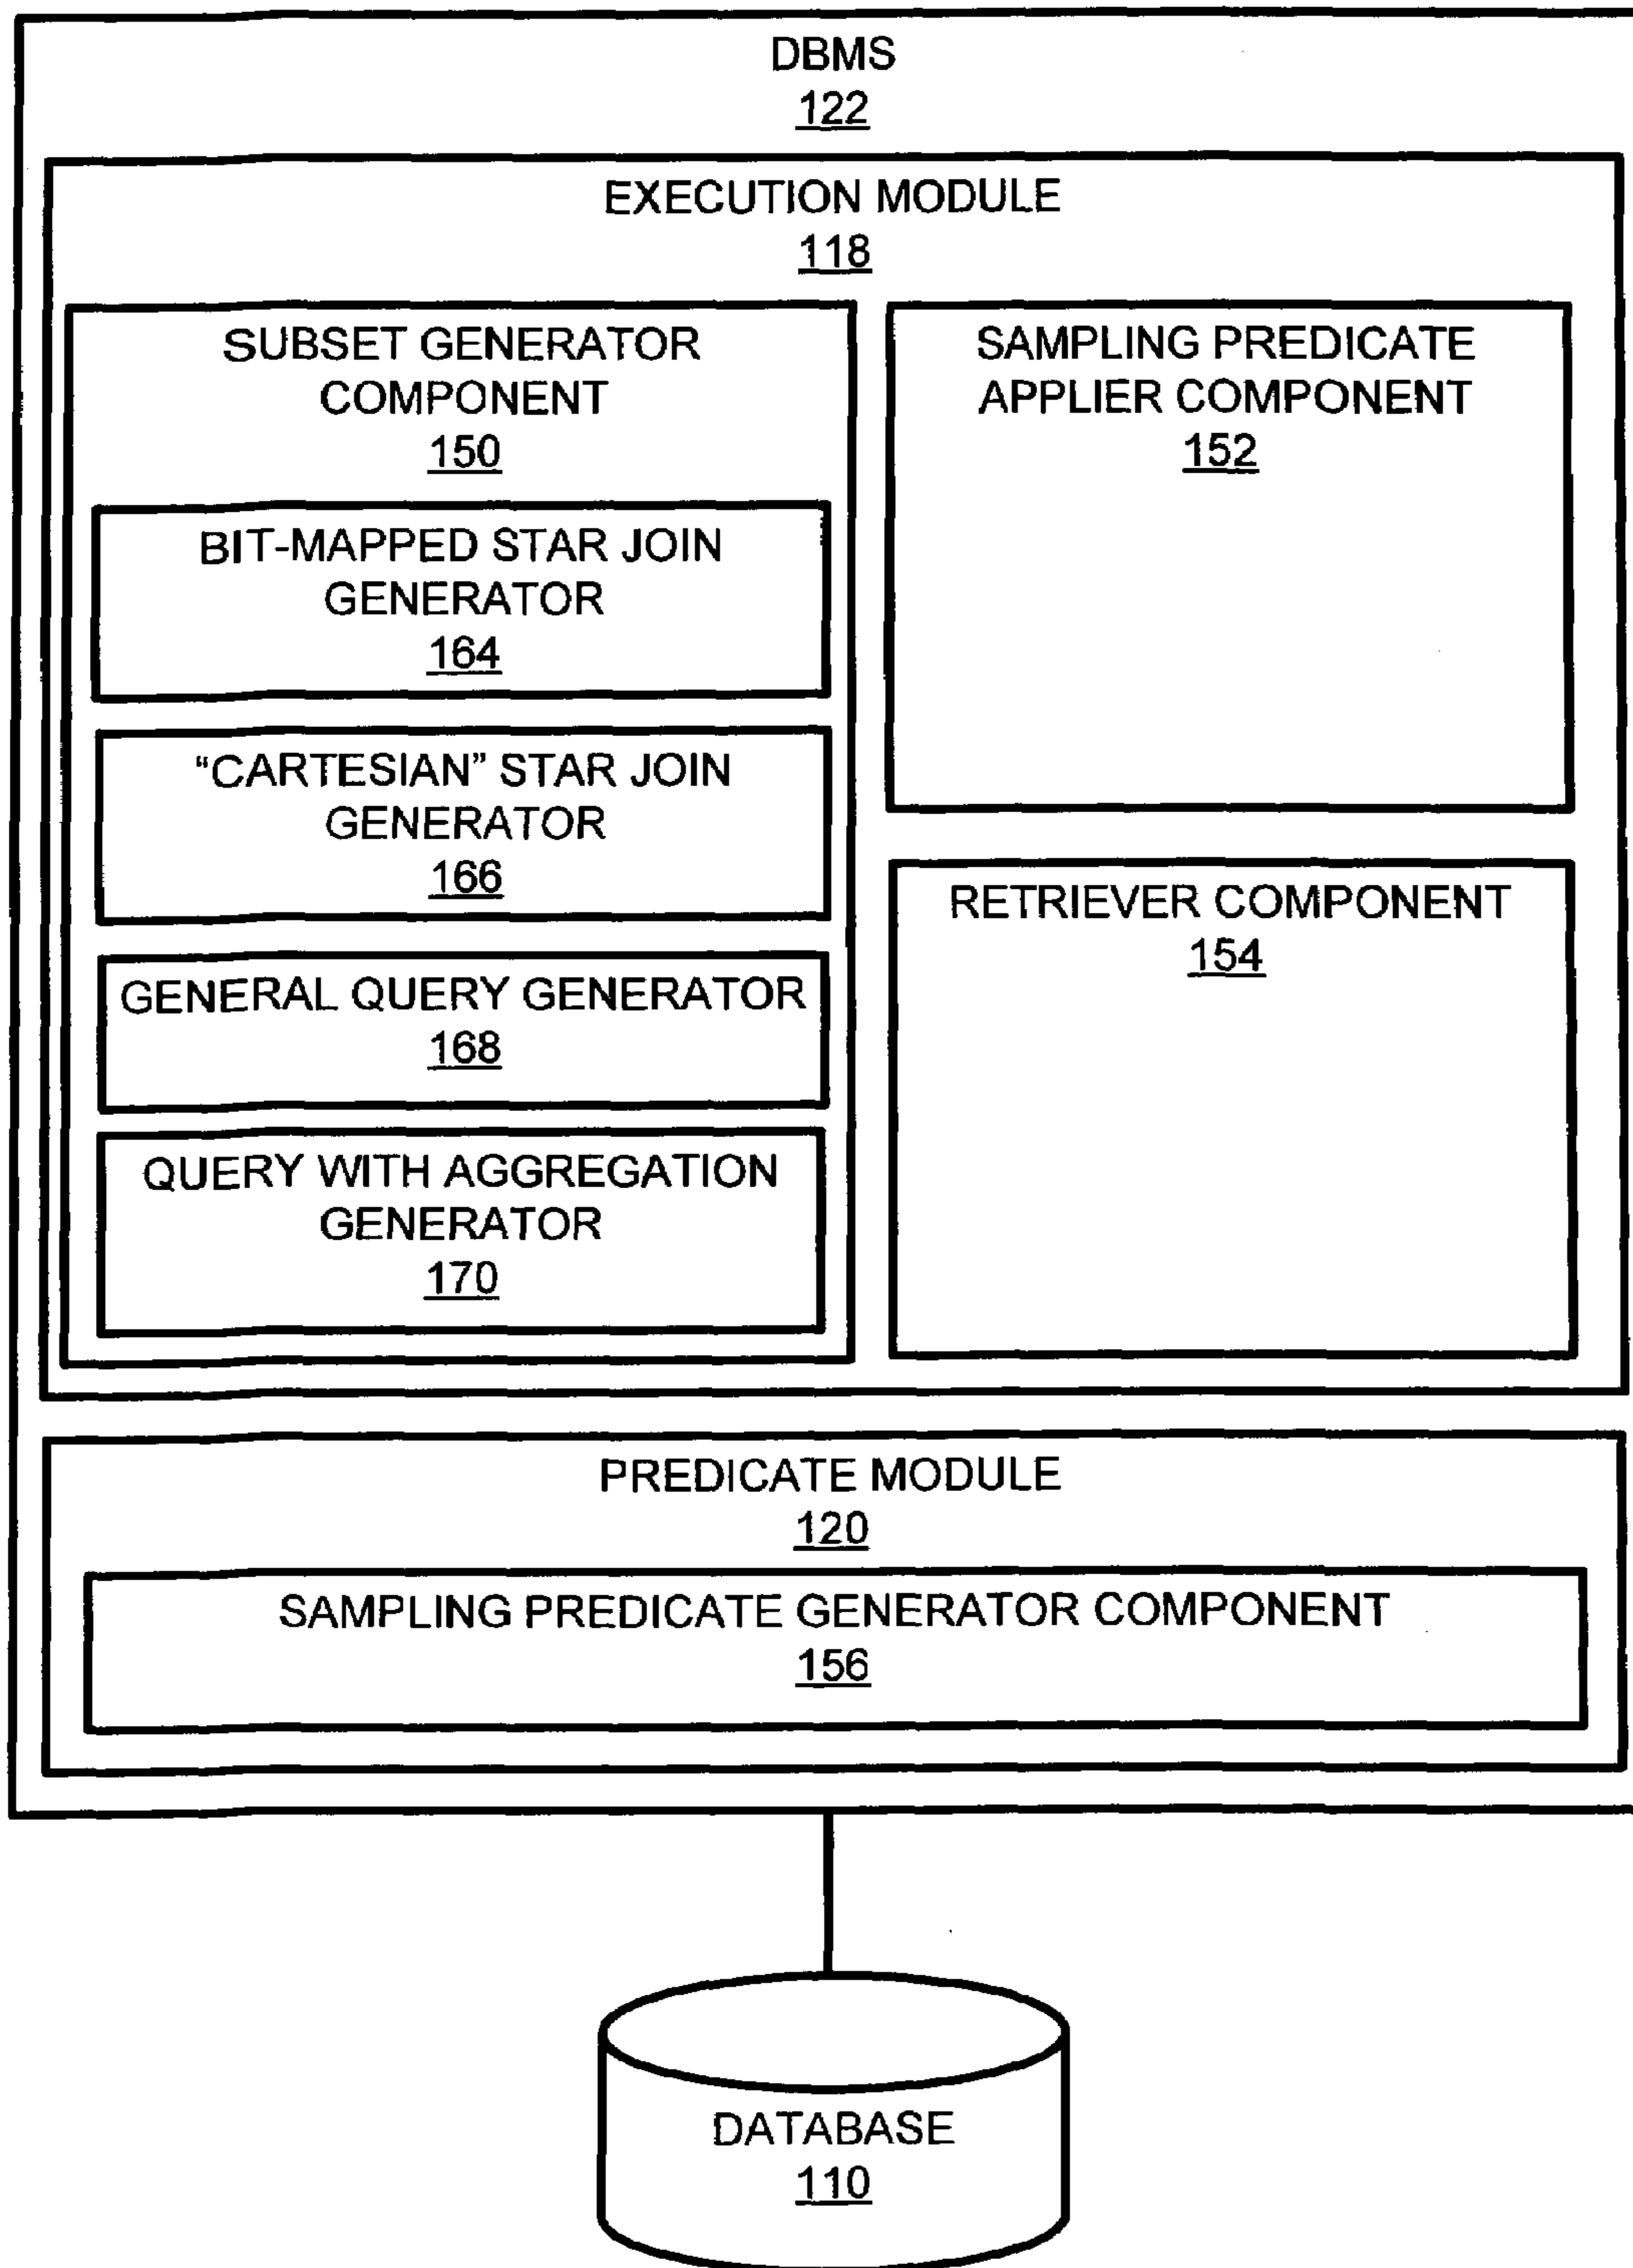 DBMS
122
EXECUTION MODULE
118
SUBSET GENERATOR
COMPONENT
150
BIT-MAPPED STAR JOIN
GENERATOR
164
“CARTESIAN” STAR JOIN
GENERATOR
166
GENERAL QUERY GENERATOR
168
QUERY WITH AGGREGATION
GENERATOR
170
SAMPLING PREDICATE
APPLIER COMPONENT
152
RETRIEVER COMPONENT
154
PREDICATE MODULE
120
SAMPLING PREDICATE GENERATOR COMPONENT
156
DATABASE
110